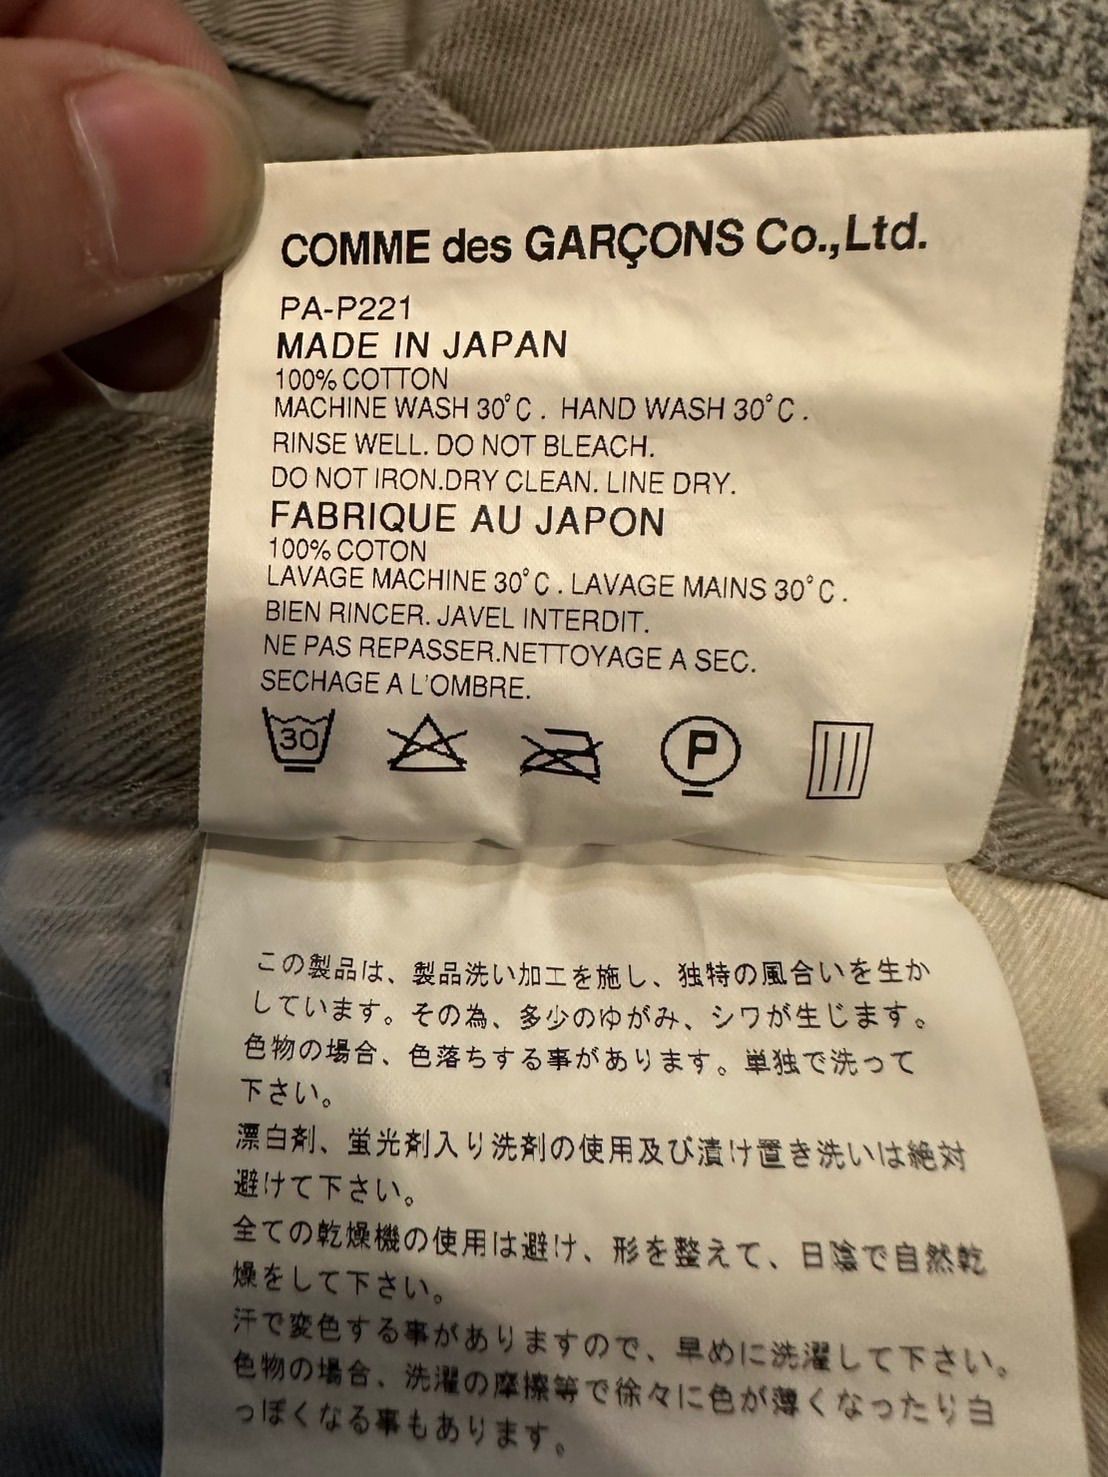 COMME des GARÇONS Co.,Ltd.
PA-P221
MADE IN JAPAN
100% COTTON
MACHINE WASH 30°C . HAND WASH 30°C .
RINSE WELL. DO NOT BLEACH.
DO NOT IRON.DRY CLEAN. LINE DRY.
FABRIQUE AU JAPON
100% COTON
LAVAGE MACHINE 30°C . LAVAGE MAINS 30°C .
BIEN RINCER. JAVEL INTERDIT.
NE PAS REPASSER.NETTOYAGE A SEC.
SECHAGE A L'OMBRE.
30 P
この製品は、製品洗い加工を施し、独特の風合いを生か
しています。その為、多少のゆがみ、シワが生じます。
色物の場合、色落ちする事があります。単独で洗って
下さい。
漂白剤、蛍光剤入り洗剤の使用及び漬け置き洗いは絶対
避けて下さい。
全ての乾燥機の使用は避け、形を整えて、日陰で自然乾
燥をして下さい。
汗で変色する事がありますので、早めに洗濯して下さい。
色物の場合、洗濯の摩擦等で徐々に色が薄くなったり白
っぽくなる事もあります。